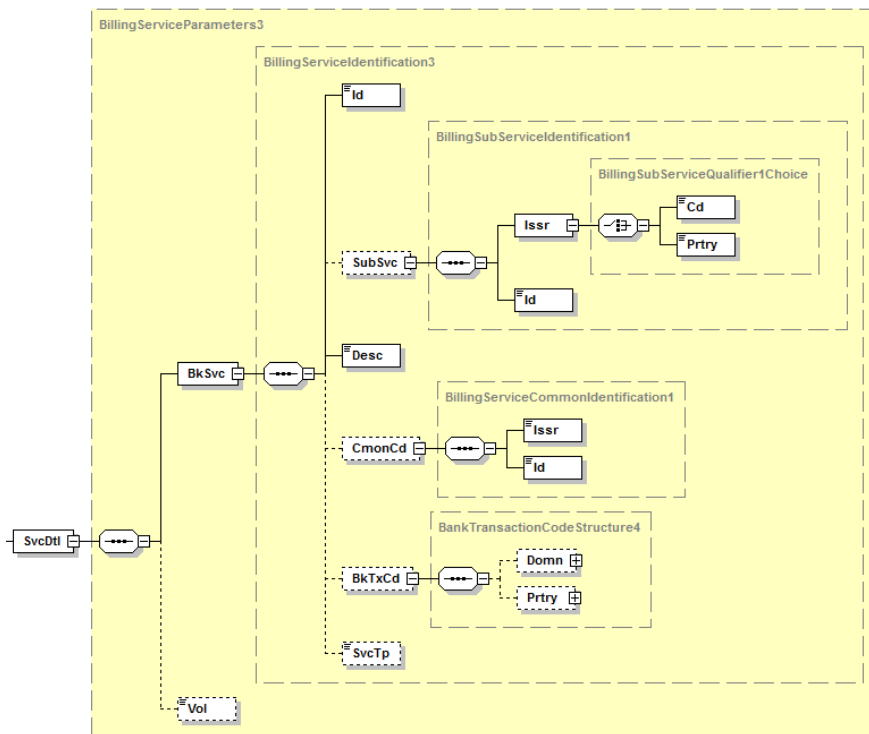 BillingServiceParameters3
BillingServiceIdentification3
Id
BillingSubServiceIdentification1
BillingSubServiceQualifier1Choice
Cd
Issr
Prtry
SubSvc
Id
Desc
BkSvc
BillingServiceCommonIdentification1
Issr
CmonCd
Id
BankTransactionCodeStructure4
SvcDtl
Domn
BkTxCd
Prtry
SvcTp
Vol